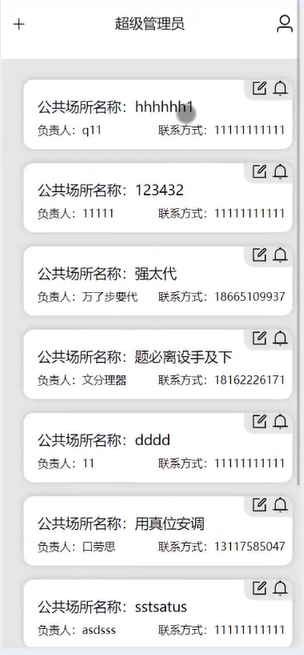 超级管理员
公共场所名称：hhhhhh1
负责人：q11 联系方式：11111111111
公共场所名称：123432
负责人：11111 联系方式：11111111111
公共场所名称：强太代
负责人：万了步要代 联系方式：18665109937
公共场所名称：题必离设手及下
负责人：文分理器 联系方式：18162226171
公共场所名称：dddd
负责人：11 联系方式：11111111111
公共场所名称：用真位安调
负责人：口劳思 联系方式：13117585047
公共场所名称：sstsatus
负责人：asdsss 联系方式：11111111111